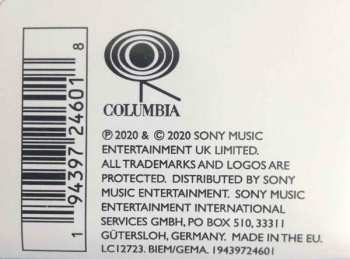 1 94397 24601 8
COLUMBIA
℗ 2020 & © 2020 SONY MUSIC
ENTERTAINMENT UK LIMITED.
ALL TRADEMARKS AND LOGOS ARE
PROTECTED. DISTRIBUTED BY SONY
MUSIC ENTERTAINMENT. SONY MUSIC
ENTERTAINMENT INTERNATIONAL
SERVICES GMBH, PO BOX 510, 33311
GÜTERSLOH, GERMANY. MADE IN THE EU.
LC12723. BIEM/GEMA. 19439724601